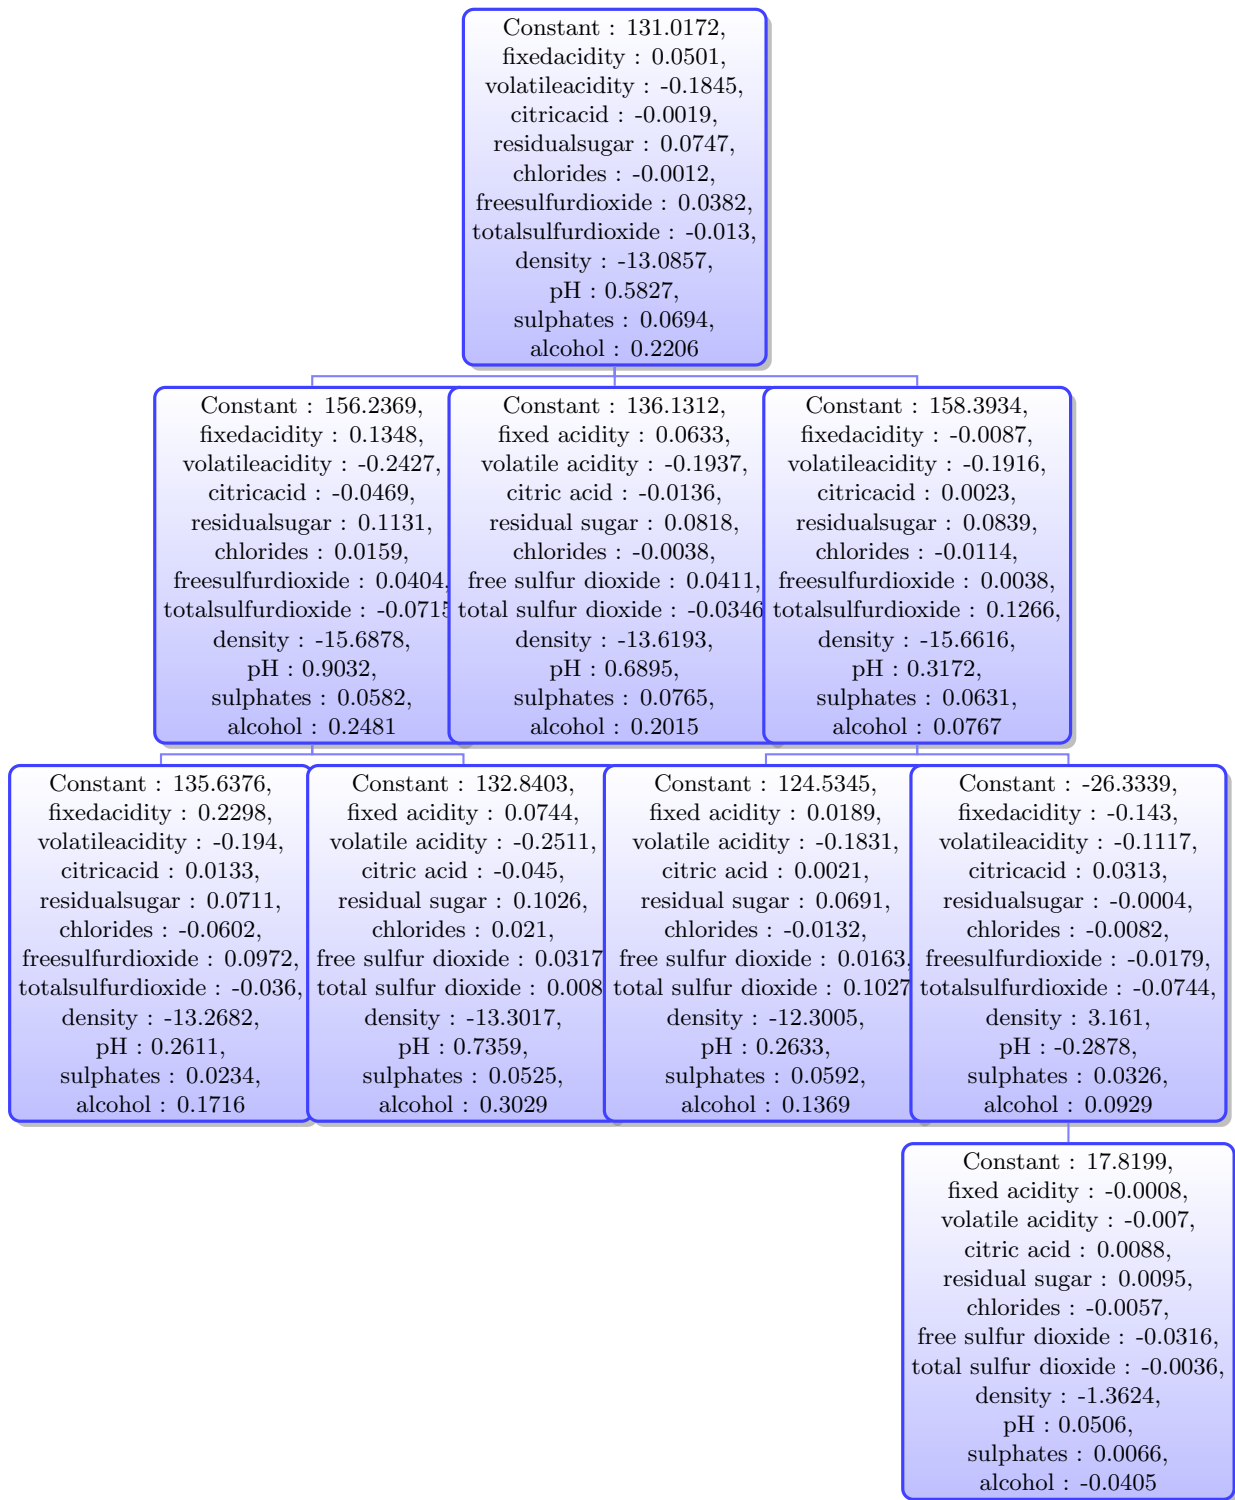 Constant : 131.0172,
fixedacidity : 0.0501,
volatileacidity : -0.1845,
citricacid : -0.0019,
residualsugar : 0.0747,
chlorides : -0.0012,
freesulfurdioxide : 0.0382,
totalsulfurdioxide : -0.013,
density : -13.0857,
pH : 0.5827,
sulphates : 0.0694,
alcohol : 0.2206
Constant : 156.2369,
fixedacidity : 0.1348,
volatileacidity : -0.2427,
citricacid : -0.0469,
residualsugar : 0.1131,
chlorides : 0.0159,
freesulfurdioxide : 0.0404,
totalsulfurdioxide : -0.0715
density : -15.6878,
pH : 0.9032,
sulphates : 0.0582,
alcohol : 0.2481
Constant : 136.1312,
fixed acidity : 0.0633,
volatile acidity : -0.1937,
citric acid : -0.0136,
residual sugar : 0.0818,
chlorides : -0.0038,
free sulfur dioxide : 0.0411,
total sulfur dioxide : -0.0346
density : -13.6193,
pH : 0.6895,
sulphates : 0.0765,
alcohol : 0.2015
Constant : 158.3934,
fixedacidity : -0.0087,
volatileacidity : -0.1916,
citricacid : 0.0023,
residualsugar : 0.0839,
chlorides : -0.0114,
freesulfurdioxide : 0.0038,
totalsulfurdioxide : 0.1266,
density : -15.6616,
pH : 0.3172,
sulphates : 0.0631,
alcohol : 0.0767
Constant : 135.6376,
fixedacidity : 0.2298,
volatileacidity : -0.194,
citricacid : 0.0133,
residualsugar : 0.0711,
chlorides : -0.0602,
freesulfurdioxide : 0.0972,
totalsulfurdioxide : -0.036,
density : -13.2682,
pH : 0.2611,
sulphates : 0.0234,
alcohol : 0.1716
Constant : 132.8403,
fixed acidity : 0.0744,
volatile acidity : -0.2511,
citric acid : -0.045,
residual sugar : 0.1026,
chlorides : 0.021,
free sulfur dioxide : 0.0317
total sulfur dioxide : 0.008
density : -13.3017,
pH : 0.7359,
sulphates : 0.0525,
alcohol : 0.3029
Constant : 124.5345,
fixed acidity : 0.0189,
volatile acidity : -0.1831,
citric acid : 0.0021,
residual sugar : 0.0691,
chlorides : -0.0132,
free sulfur dioxide : 0.0163,
total sulfur dioxide : 0.1027
density : -12.3005,
pH : 0.2633,
sulphates : 0.0592,
alcohol : 0.1369
Constant : -26.3339,
fixedacidity : -0.143,
volatileacidity : -0.1117,
citricacid : 0.0313,
residualsugar : -0.0004,
chlorides : -0.0082,
freesulfurdioxide : -0.0179,
totalsulfurdioxide : -0.0744,
density : 3.161,
pH : -0.2878,
sulphates : 0.0326,
alcohol : 0.0929
Constant : 17.8199,
fixed acidity : -0.0008,
volatile acidity : -0.007,
citric acid : 0.0088,
residual sugar : 0.0095,
chlorides : -0.0057,
free sulfur dioxide : -0.0316,
total sulfur dioxide : -0.0036,
density : -1.3624,
pH : 0.0506,
sulphates : 0.0066,
alcohol : -0.0405